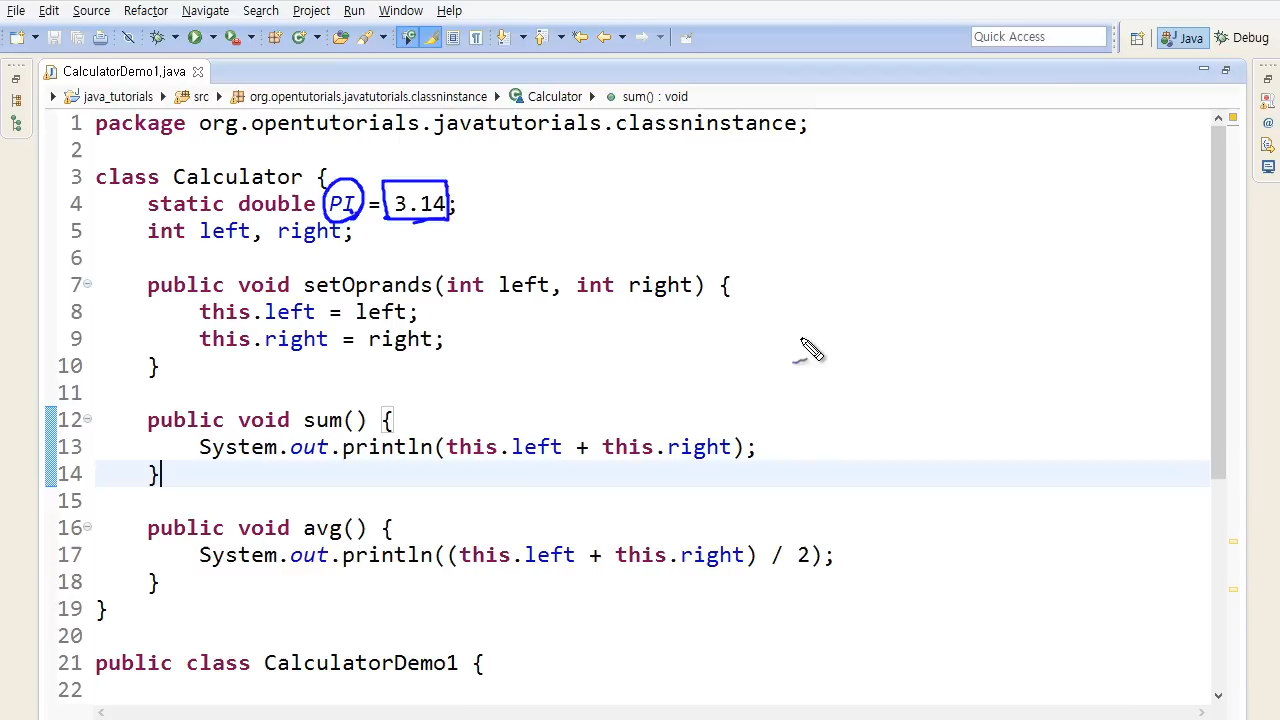 File Edit Refactor Navigate Search Project Run Window Help
Quick Access
Java
Debug
CalculatorDemo1.java
java_tutorials
src
org.opentutorials.javatutorials.classninstance
Calculator
sum() : void
1 package org.opentutorials.javatutorials.classninstance;
2
3 class Calculator {
4 static double PI = 3.14;
5 int left, right;
6
7 public void setOprands(int left, int right) {
8 this.left = left;
9 this.right = right;
10 }
11
12 public void sum() {
13 System.out.println(this.left + this.right);
14 }
15
16 public void avg() {
17 System.out.println((this.left + this.right) / 2);
18 }
19 }
20
21 public class CalculatorDemo1 {
22